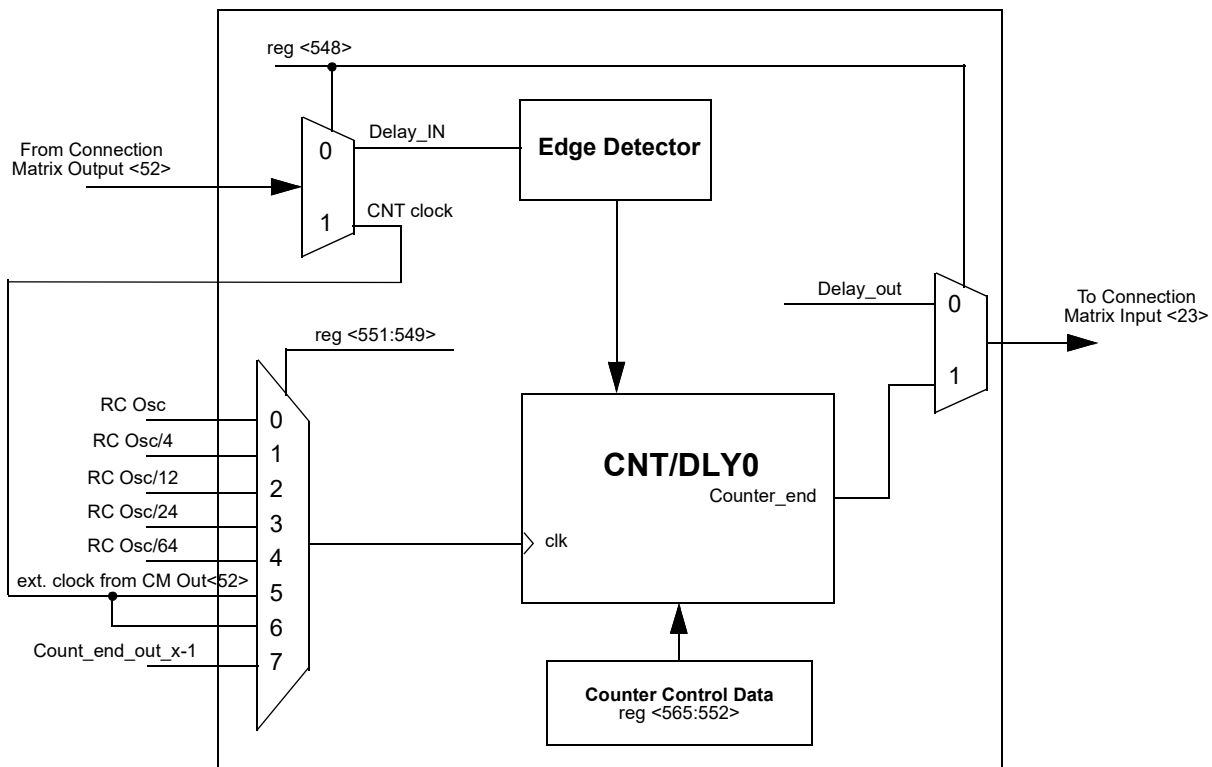 reg <548>
From Connection
Matrix Output <52>
0
1
Delay_IN
CNT clock
Edge Detector
Delay_out
0
1
To Connection
Matrix Input <23>
reg <551:549>
RC Osc
RC Osc/4
RC Osc/12
RC Osc/24
RC Osc/64
ext. clock from CM Out<52>
Count_end_out_x-1
0
1
2
3
4
5
6
7
CNT/DLY0
Counter_end
clk
Counter Control Data
reg <565:552>